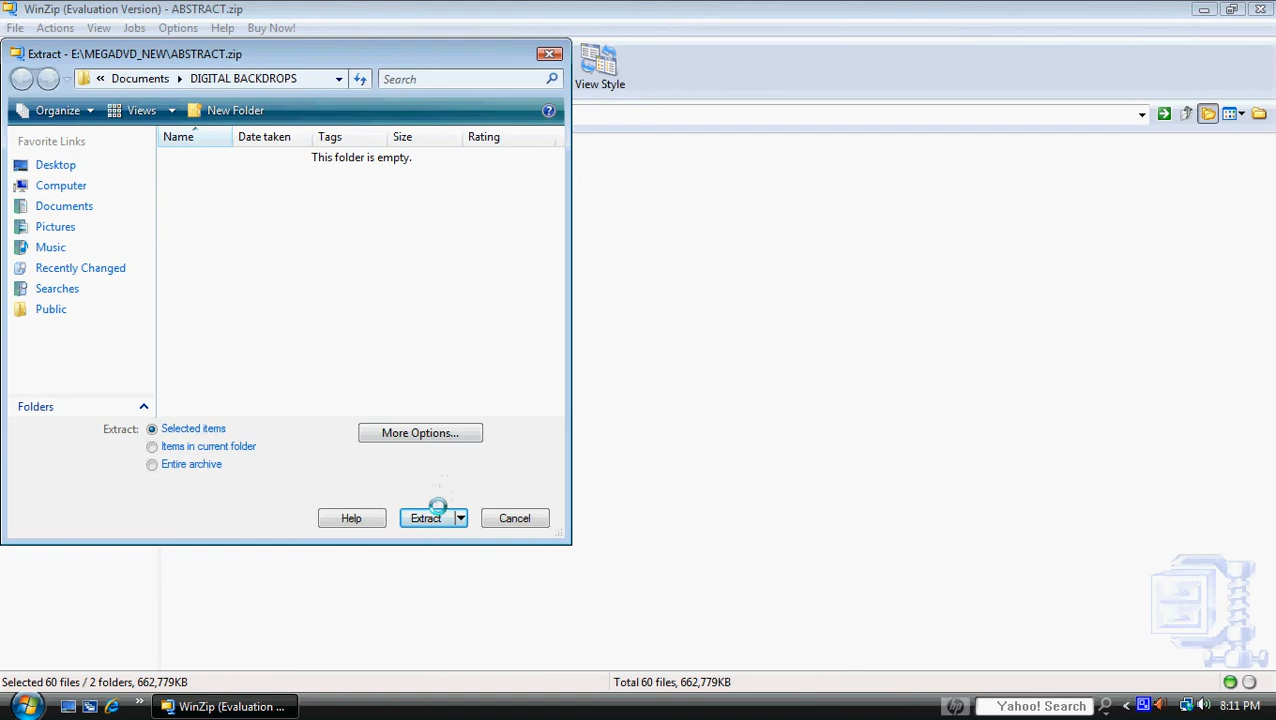 WinZip (Evaluation Version) - ABSTRACT.zip
File Actions View Jobs Options Help Buy Now!
Extract - E:\MEGADVD_NEW\ABSTRACT.zip
« Documents DIGITAL BACKDROPS Search
View Style
Organize Views New Folder
Favorite Links
Name Date taken Tags Size Rating
This folder is empty.
Desktop
Computer
Documents
Pictures
Music
Recently Changed
Searches
Public
Folders
Extract: Selected items
More Options...
Items in current folder
Entire archive
Help Extract Cancel
Selected 60 files / 2 folders, 662,779KB Total 60 files, 662,779KB
WinZip (Evaluation ... hp Yahoo! Search 8:11 PM